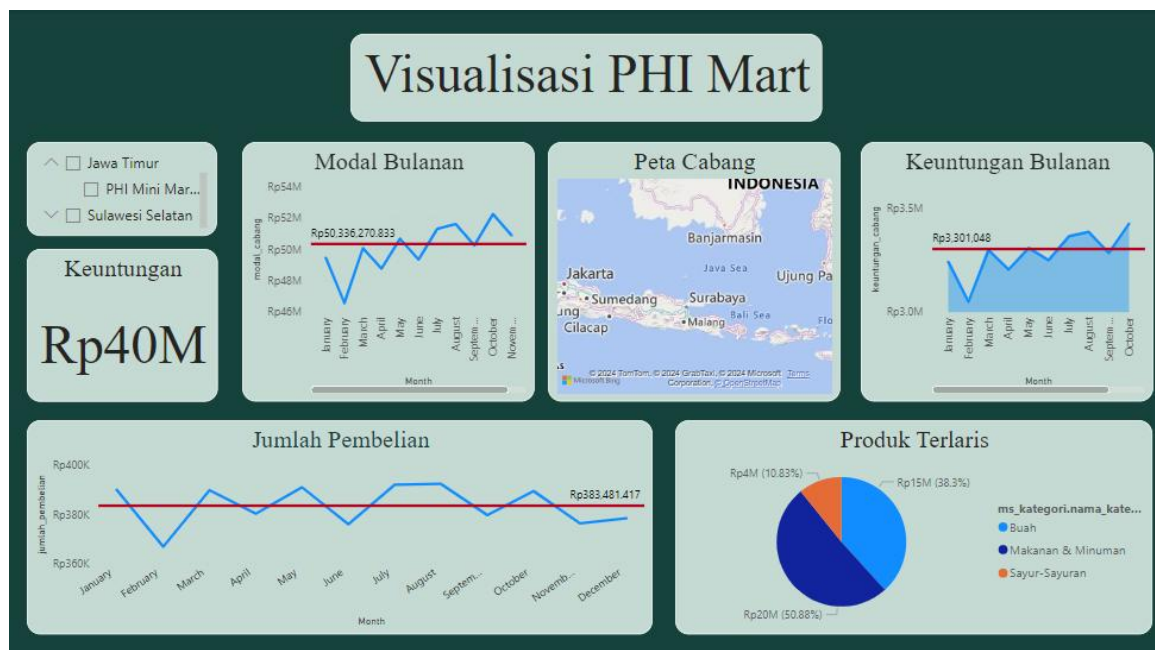 Visualisasi PHI Mart
Jawa Timur
PHI Mini Mar...
Sulawesi Selatan
Keuntungan
Rp40M
Modal Bulanan
modal_cabang
Rp54M
Rp52M
Rp50M
Rp48M
Rp46M
Rp50,336,270.833
January
February
March
April
May
June
July
August
Septem ...
October
Novem ...
Month
Peta Cabang
INDONESIA
Banjarmasin
Java Sea
Jakarta
Ujung Pa
Sumedang
Surabaya
ung
Cilacap
Malang
Bali Sea
Flo
AS
Microsoft Bing
© 2024 TomTom, © 2024 GrabTaxi, © 2024 Microsoft Terms
Corporation, © OpenStreetMap
Keuntungan Bulanan
keuntungan_cabang
Rp3.5M
Rp3.0M
Rp3,301,048
January
February
March
April
May
June
July
August
Septem ...
October
Month
Jumlah Pembelian
jumlah_pembelian
Rp400K
Rp380K
Rp360K
Rp383,481.417
January
February
March
April
May
June
July
August
Septem...
October
Novemb...
December
Month
Produk Terlaris
Rp4M (10.83%)
Rp15M (38.3%)
Rp20M (50.88%)
ms_kategori.nama_kate...
Buah
Makanan & Minuman
Sayur-Sayuran